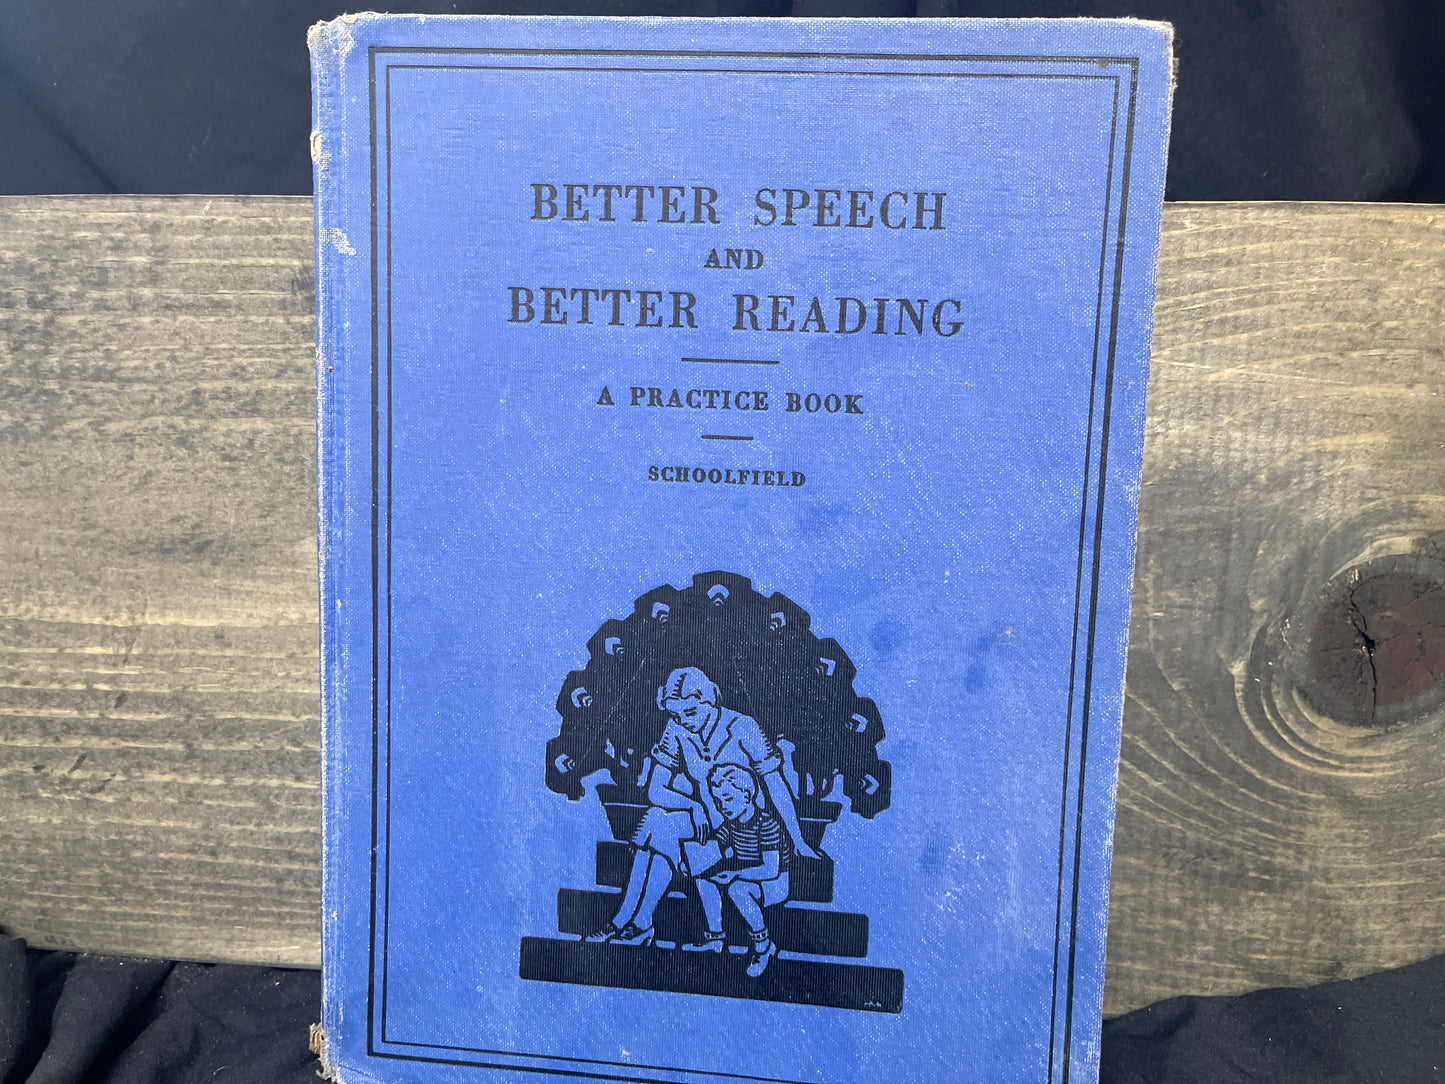 BETTER SPEECH
AND
BETTER READING
A PRACTICE BOOK
SCHOOLFIELD